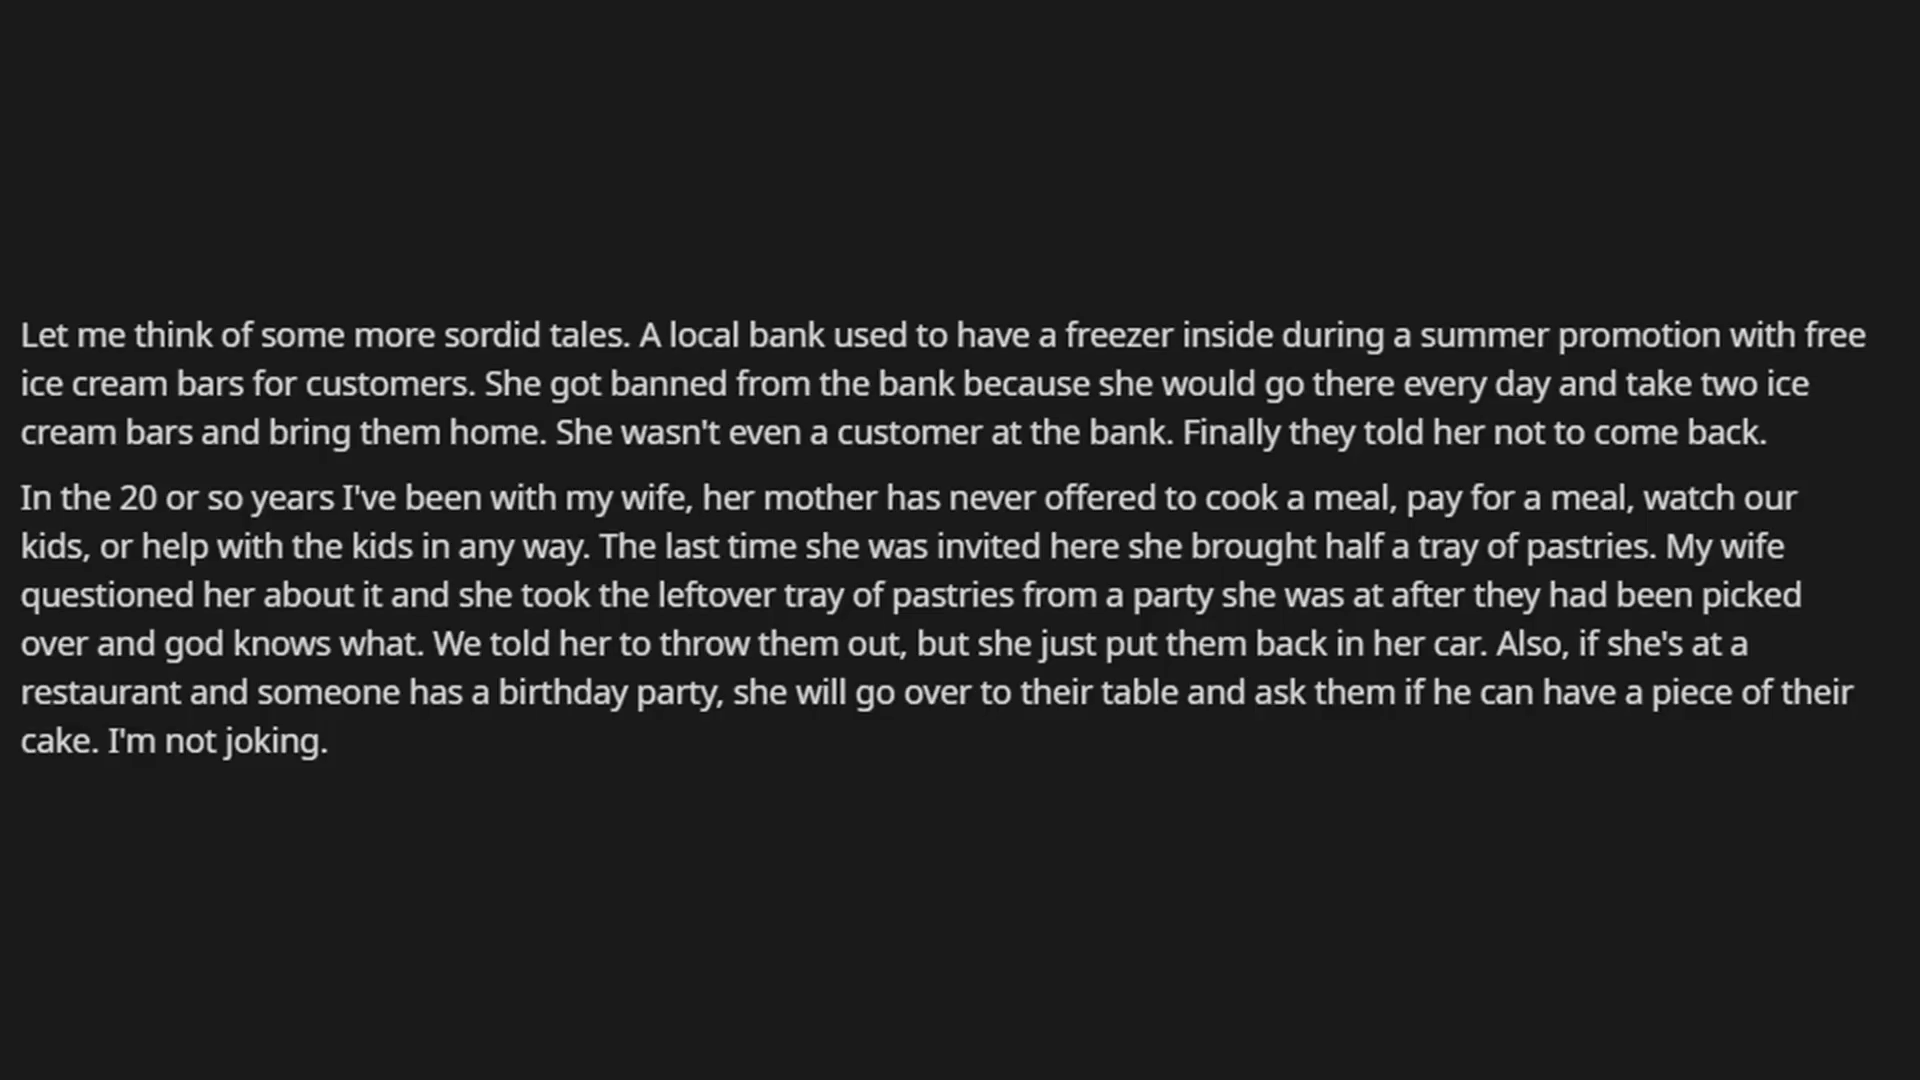 Let me think of some more sordid tales. A local bank used to have a freezer inside during a summer promotion with free
ice cream bars for customers. She got banned from the bank because she would go there every day and take two ice
cream bars and bring them home. She wasn't even a customer at the bank. Finally they told her not to come back.
In the 20 or so years I've been with my wife, her mother has never offered to cook a meal, pay for a meal, watch our
kids, or help with the kids in any way. The last time she was invited here she brought half a tray of pastries. My wife
questioned her about it and she took the leftover tray of pastries from a party she was at after they had been picked
over and god knows what. We told her to throw them out, but she just put them back in her car. Also, if she's at a
restaurant and someone has a birthday party, she will go over to their table and ask them if he can have a piece of their
cake. I'm not joking.